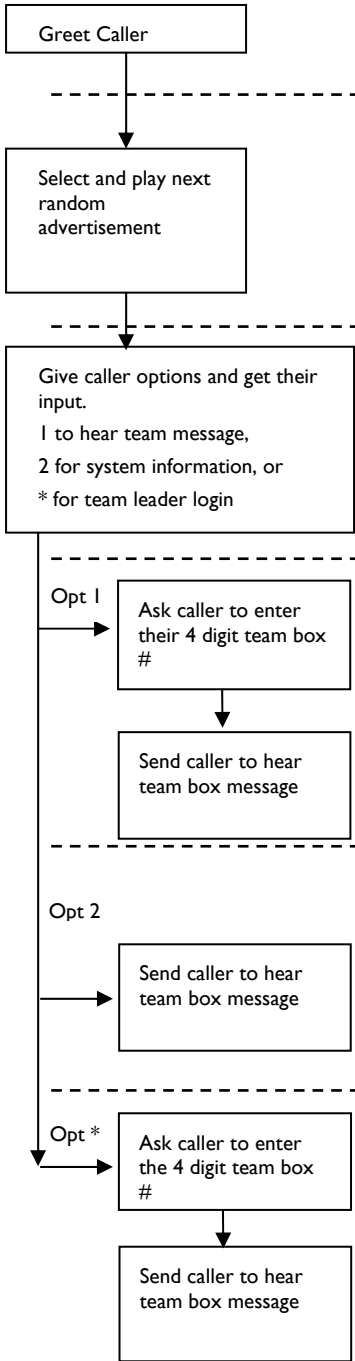 Greet Caller
Select and play next
random
advertisement
Give caller options and get their
input.
1 to hear team message,
2 for system information, or
* for team leader login
Opt 1
Ask caller to enter
their 4 digit team box
#
Send caller to hear
team box message
Opt 2
Send caller to hear
team box message
Opt *
Ask caller to enter
the 4 digit team box
#
Send caller to hear
team box message